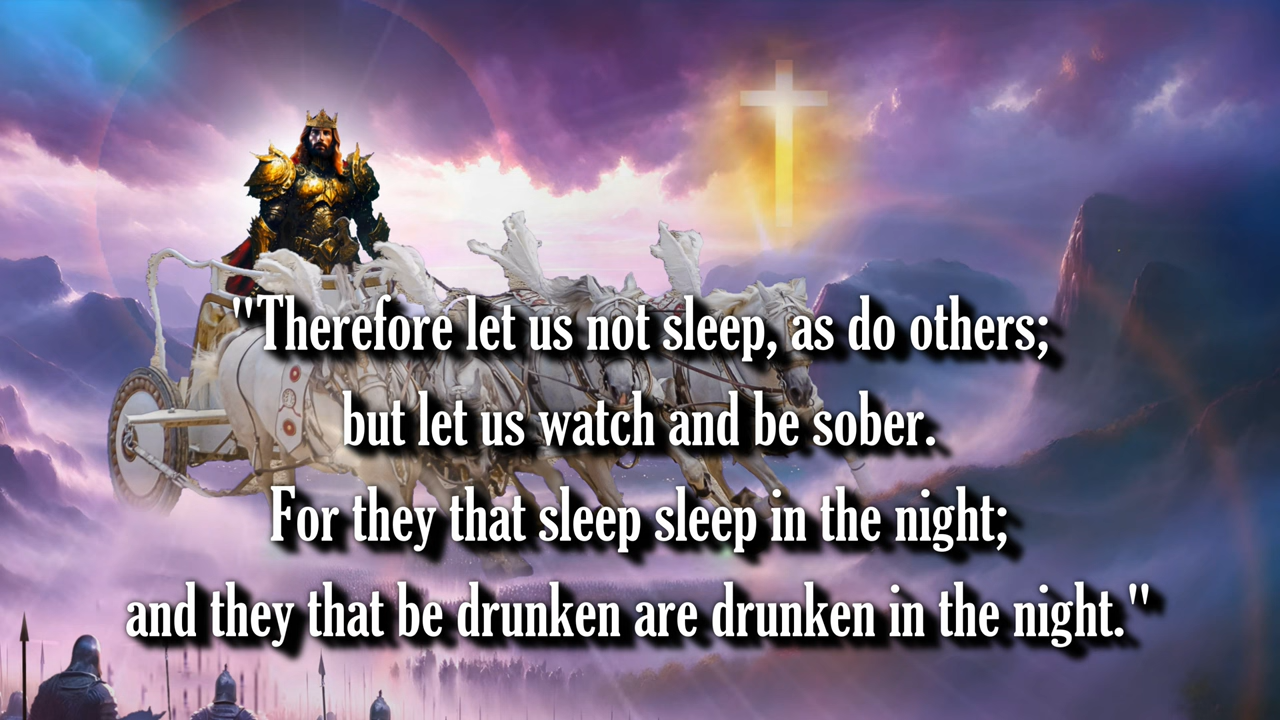 "Therefore let us not sleep, as do others;
but let us watch and be sober.
For they that sleep sleep in the night;
and they that be drunken are drunken in the night."